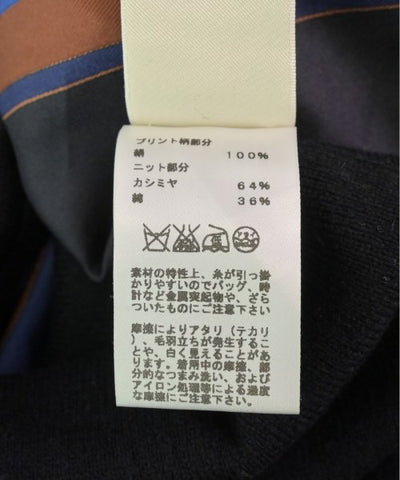 プリント柄部分
絹 100%
ニット部分
カシミヤ 64%
綿 36%
素材の特性上、糸が引っ掛
かりやすいのでバッグ、時
計など金属突起物や、ざら
ついたものにご注意下さい
摩擦によりアタリ(テカリ
)、毛羽立ちが発生するこ
とや、白く見えることがあ
ります。着用中の摩擦、部
分的なつまみ洗い、および
アイロン処理等による過度
な摩擦にご注意下さい。